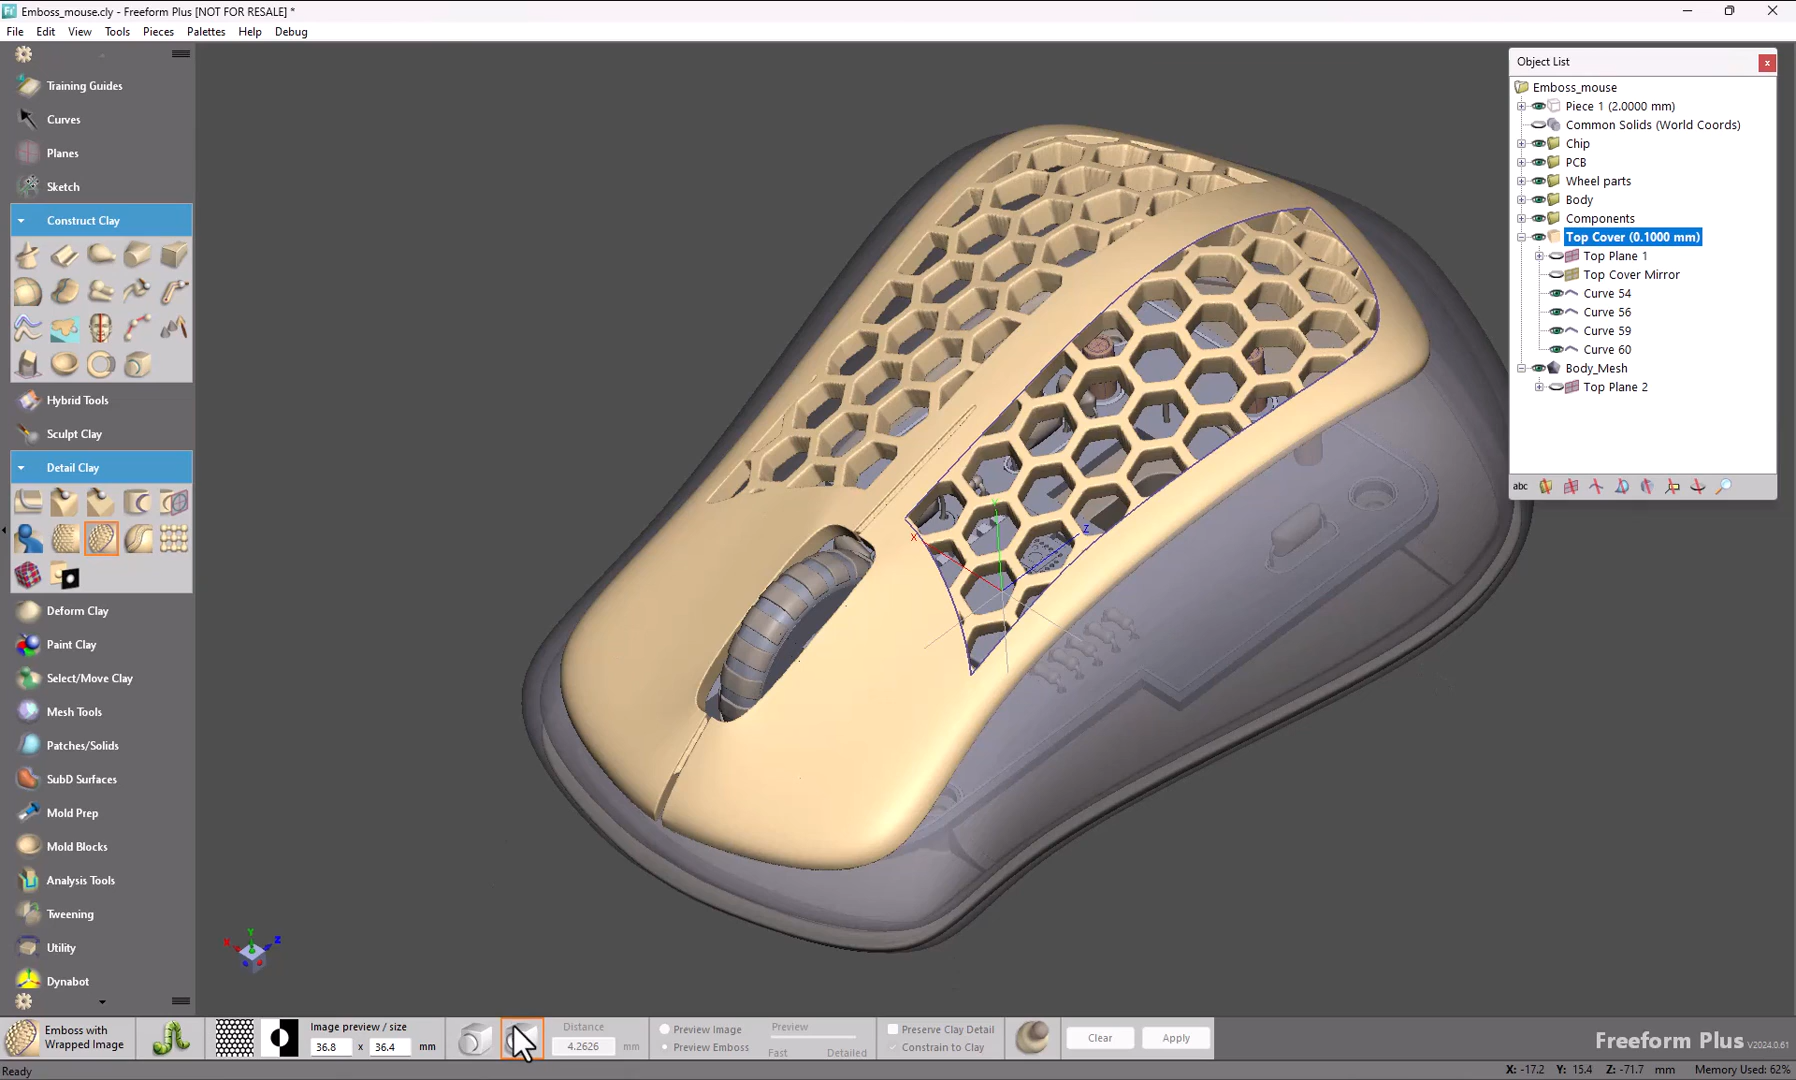 Emboss_mouse.cly - Freeform Plus [NOT FOR RESALE] *
File Edit View Tools Pieces Palettes Help Debug
Training Guides
Curves
Planes
Sketch
Construct Clay
Hybrid Tools
Sculpt Clay
Detail Clay
Deform Clay
Paint Clay
Select/Move Clay
Mesh Tools
Patches/Solids
SubD Surfaces
Mold Prep
Mold Blocks
Analysis Tools
Tweening
Utility
Dynabot
Object List
Emboss_mouse
Piece 1 (2.0000 mm)
Common Solids (World Coords)
Chip
PCB
Wheel parts
Body
Components
Top Cover (0.1000 mm)
Top Plane 1
Top Cover Mirror
Curve 54
Curve 56
Curve 59
Curve 60
Body_Mesh
Top Plane 2
abc
X
Y
Z
X
Y
Z
Emboss with
Wrapped Image
Image preview / size
36.8 x 36.4 mm
Distance
4.2626 mm
Preview Image
Preview Emboss
Preview
Fast Detailed
Preserve Clay Detail
Constrain to Clay
Clear
Apply
Freeform Plus V2024.0.61
Ready
X: -17.2 Y: 15.4 Z: -71.7 mm Memory Used: 62%